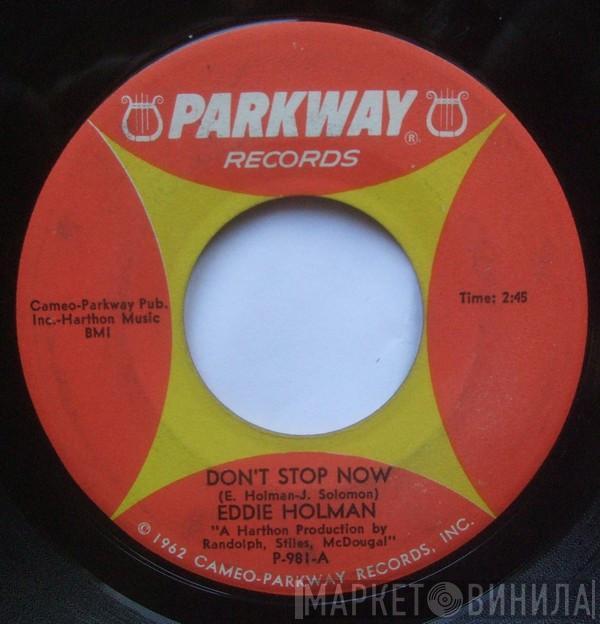 PARKWAY ®
RECORDS
Cameo-Parkway Pub.
Inc.-Harthon Music
BMI
Time: 2:45
DON'T STOP NOW
(E. Holman-J. Solomon)
EDDIE HOLMAN
"A Harthon Production by
Randolph, Stiles, McDougal"
P-981-A
© 1962 CAMEO-PARKWAY RECORDS, INC.
МАРКЕТ ВИНИЛА